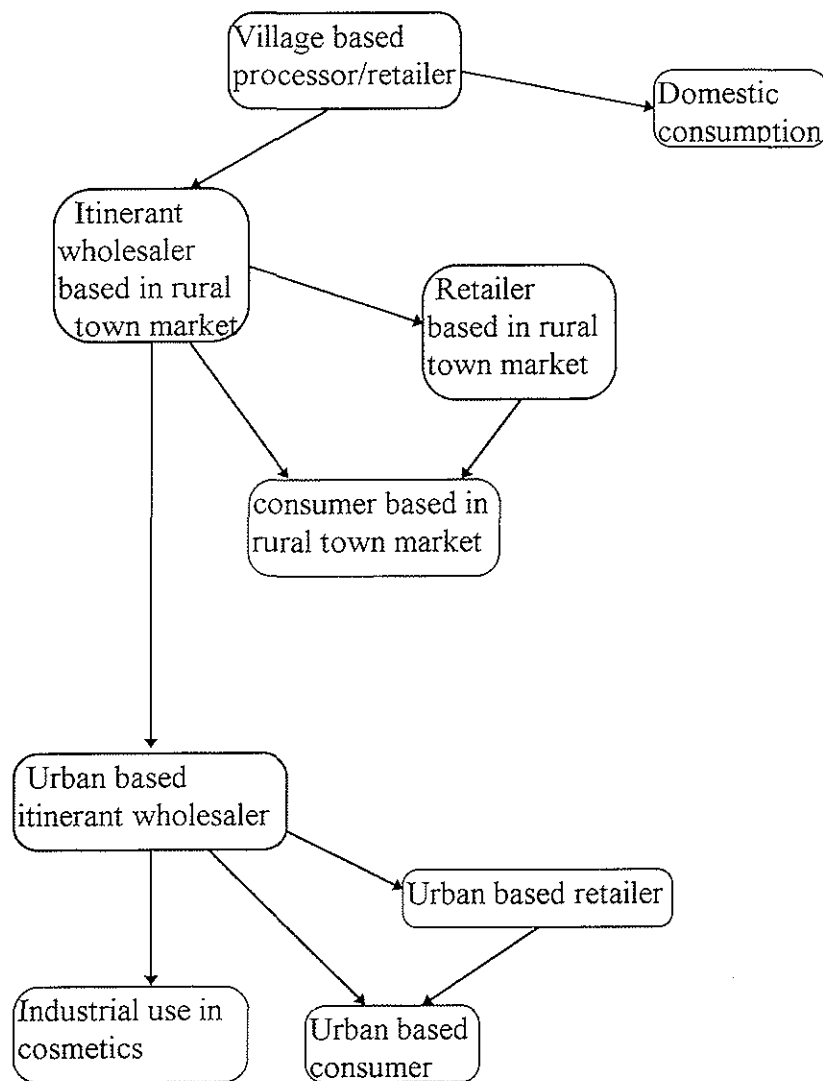 Village based
processor/retailer
Domestic
consumption
Itinerant
wholesaler
based in rural
town market
Retailer
based in rural
town market
consumer based in
rural town market
Urban based
itinerant wholesaler
Urban based retailer
Industrial use in
cosmetics
Urban based
consumer